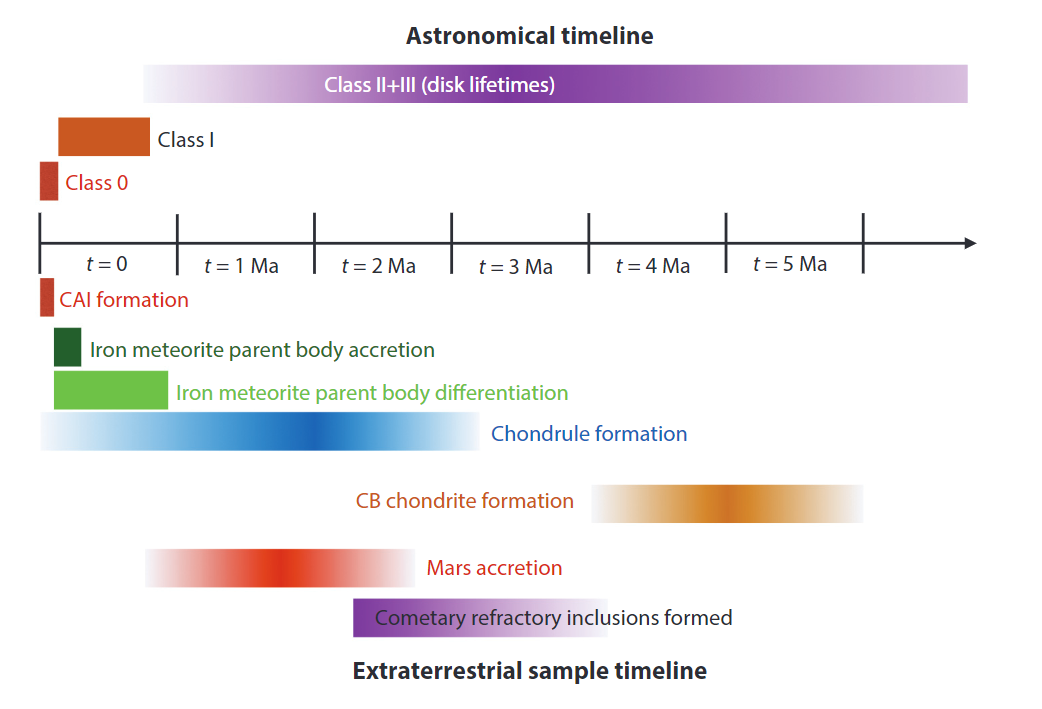 Astronomical timeline
Class II+III (disk lifetimes)
Class I
Class 0
t = 0
t = 1 Ma
t = 2 Ma
t = 3 Ma
t = 4 Ma
t = 5 Ma
CAI formation
Iron meteorite parent body accretion
Iron meteorite parent body differentiation
Chondrule formation
CB chondrite formation
Mars accretion
Cometary refractory inclusions formed
Extraterrestrial sample timeline